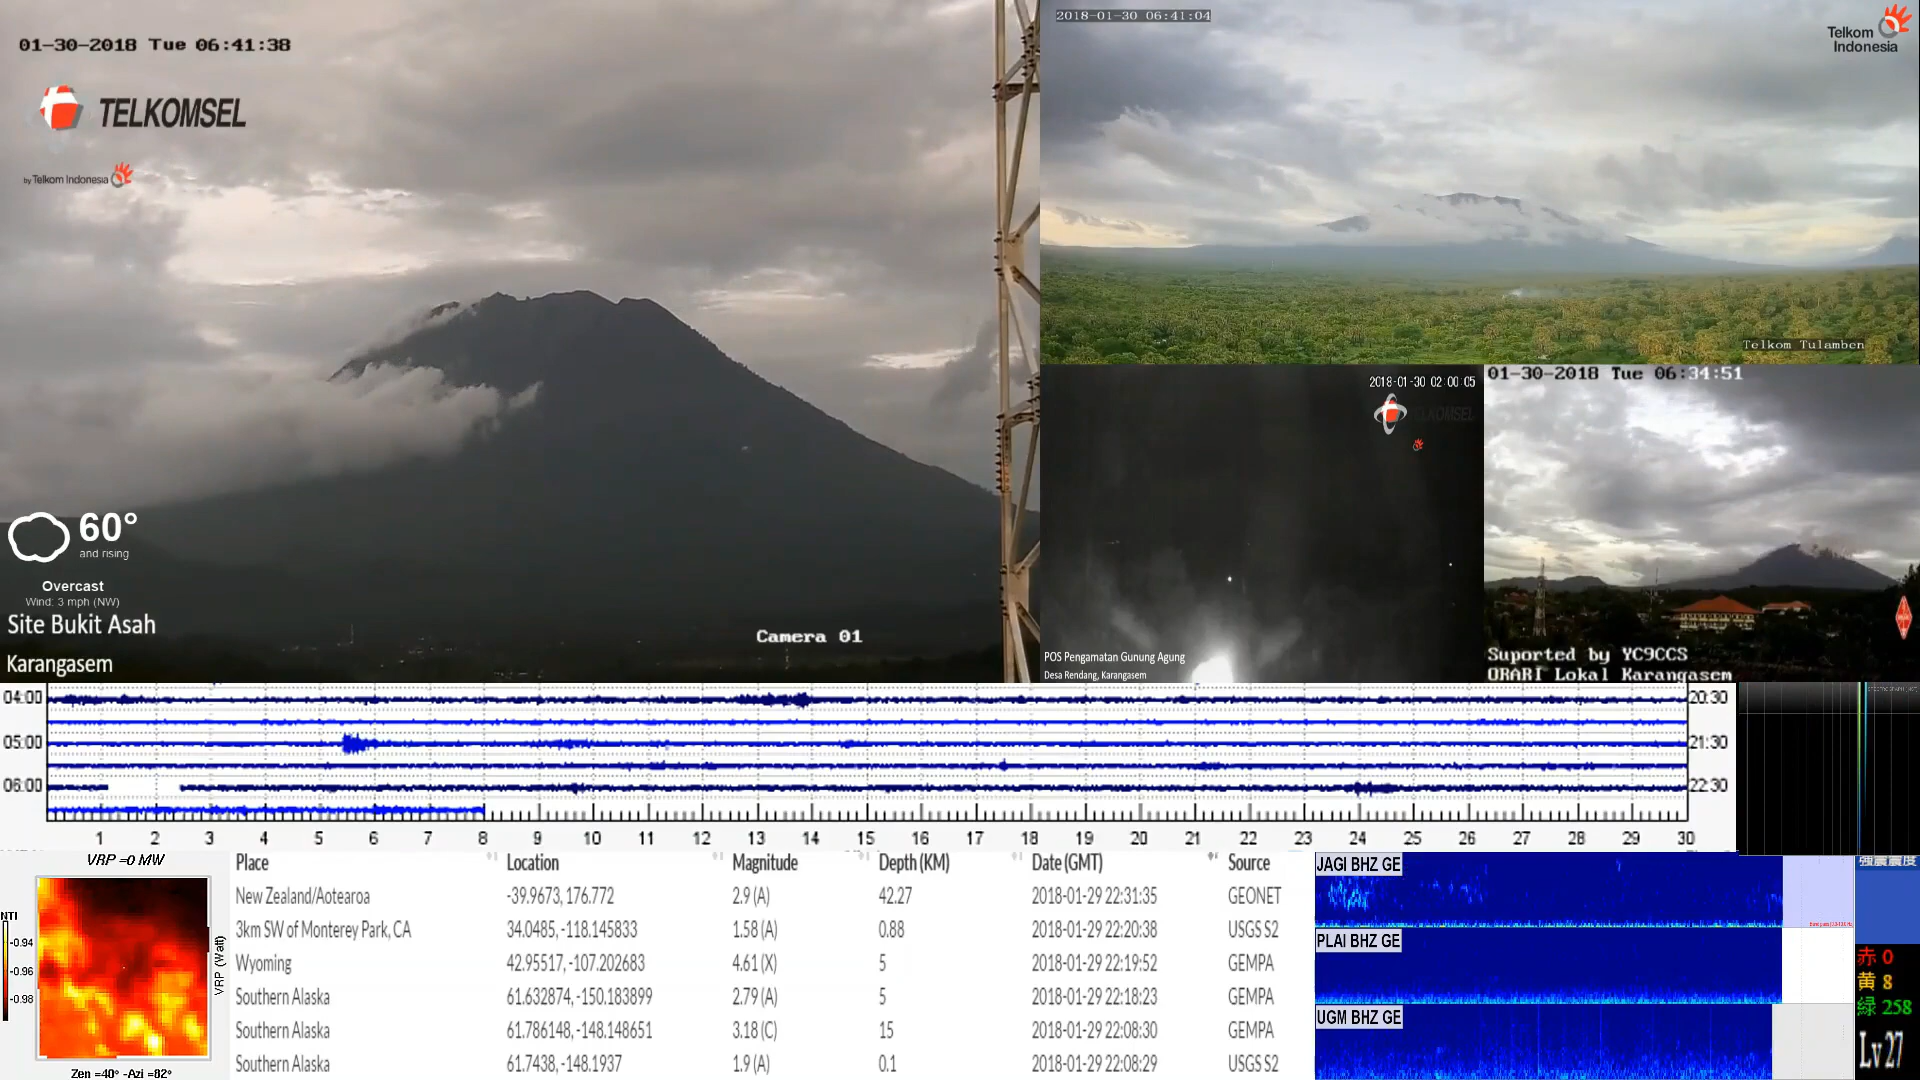 01-30-2018 Tue 06:41:38
TELKOMSEL
by Telkom Indonesia
60°
and rising
Overcast
Wind: 3 mph (NW)
Site Bukit Asah
Karangasem
Camera 01
2018-01-30 06:41:04
Telkom
Indonesia
Telkom Tulamben
2018-01-30 02:00:05
TELKOMSEL
POS Pengamatan Gunung Agung
Desa Rendang, Karangasem
01-30-2018 Tue 06:34:51
Suported by YC9CCS
ORARI Lokal Karangasem
04:00 20:30
05:00 21:30
06:00 22:30
1 2 3 4 5 6 7 8 9 10 11 12 13 14 15 16 17 18 19 20 21 22 23 24 25 26 27 28 29 30
VRP =0 MW
NTI
-0.94
-0.96
-0.98
VRP (Watt)
Zen =40° -Azi =82°
Place Location Magnitude Depth (KM) Date (GMT) Source
New Zealand/Aotearoa -39.9673, 176.772 2.9 (A) 42.27 2018-01-29 22:31:35 GEONET
3km SW of Monterey Park, CA 34.0485, -118.145833 1.58 (A) 0.88 2018-01-29 22:20:38 USGS S2
Wyoming 42.95517, -107.202683 4.61 (X) 5 2018-01-29 22:19:52 GEMPA
Southern Alaska 61.632874, -150.183899 2.79 (A) 5 2018-01-29 22:18:23 GEMPA
Southern Alaska 61.786148, -148.148651 3.18 (C) 15 2018-01-29 22:08:30 GEMPA
Southern Alaska 61.7438, -148.1937 1.9 (A) 0.1 2018-01-29 22:08:29 USGS S2
JAGI BHZ GE
PLAI BHZ GE
UGM BHZ GE
強震震度
赤 0
黄 8
緑 258
Lv 27